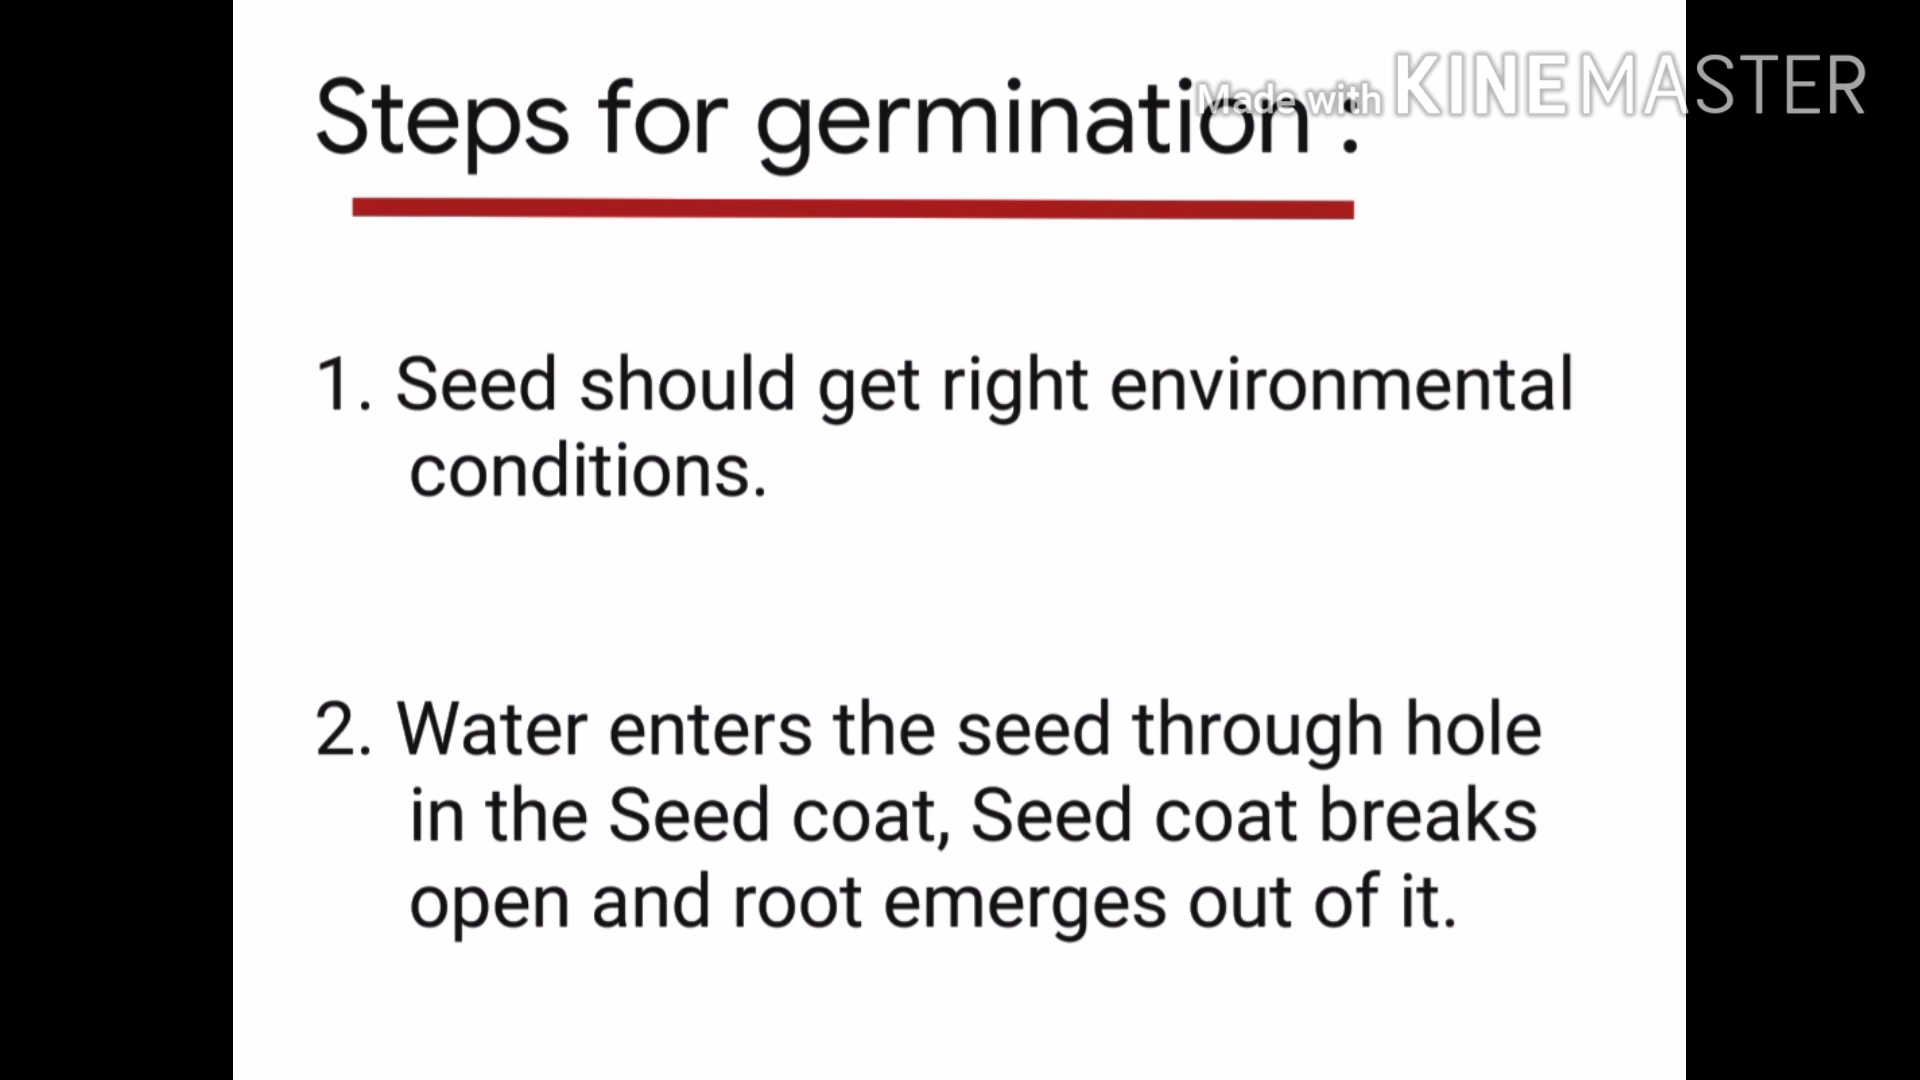 Steps for germination :
Made with KINEMASTER
1. Seed should get right environmental
conditions.
2. Water enters the seed through hole
in the Seed coat, Seed coat breaks
open and root emerges out of it.